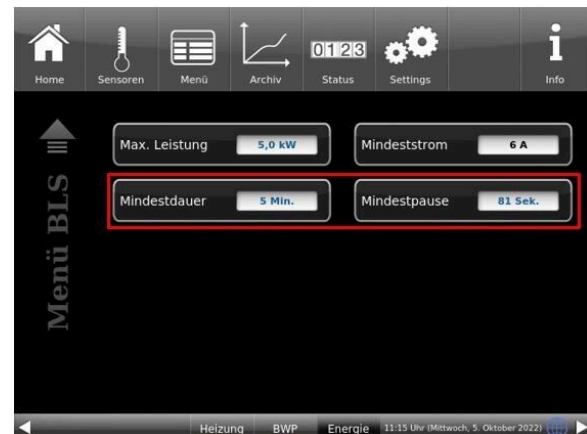 0123
Home Sensoren Menü Archiv Status Settings Info
Menü BLS
Max. Leistung 5,0 kW Mindeststrom 6 A
Mindestdauer 5 Min. Mindestpause 81 Sek.
Heizung BWP Energie 11:15 Uhr (Mittwoch, 5. Oktober 2022)